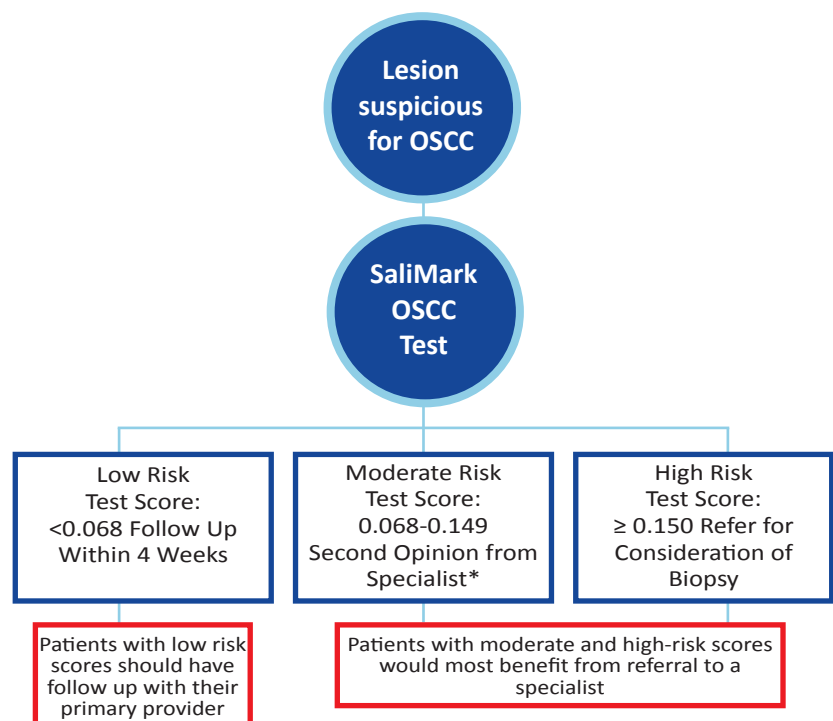 Lesion
suspicious
for OSCC
SaliMark
OSCC
Test
Low Risk
Test Score:
<0.068 Follow Up
Within 4 Weeks
Moderate Risk
Test Score:
0.068-0.149
Second Opinion from
Specialist*
High Risk
Test Score:
≥ 0.150 Refer for
Consideration of
Biopsy
Patients with low risk
scores should have
follow up with their
primary provider
Patients with moderate and high-risk scores
would most benefit from referral to a
specialist